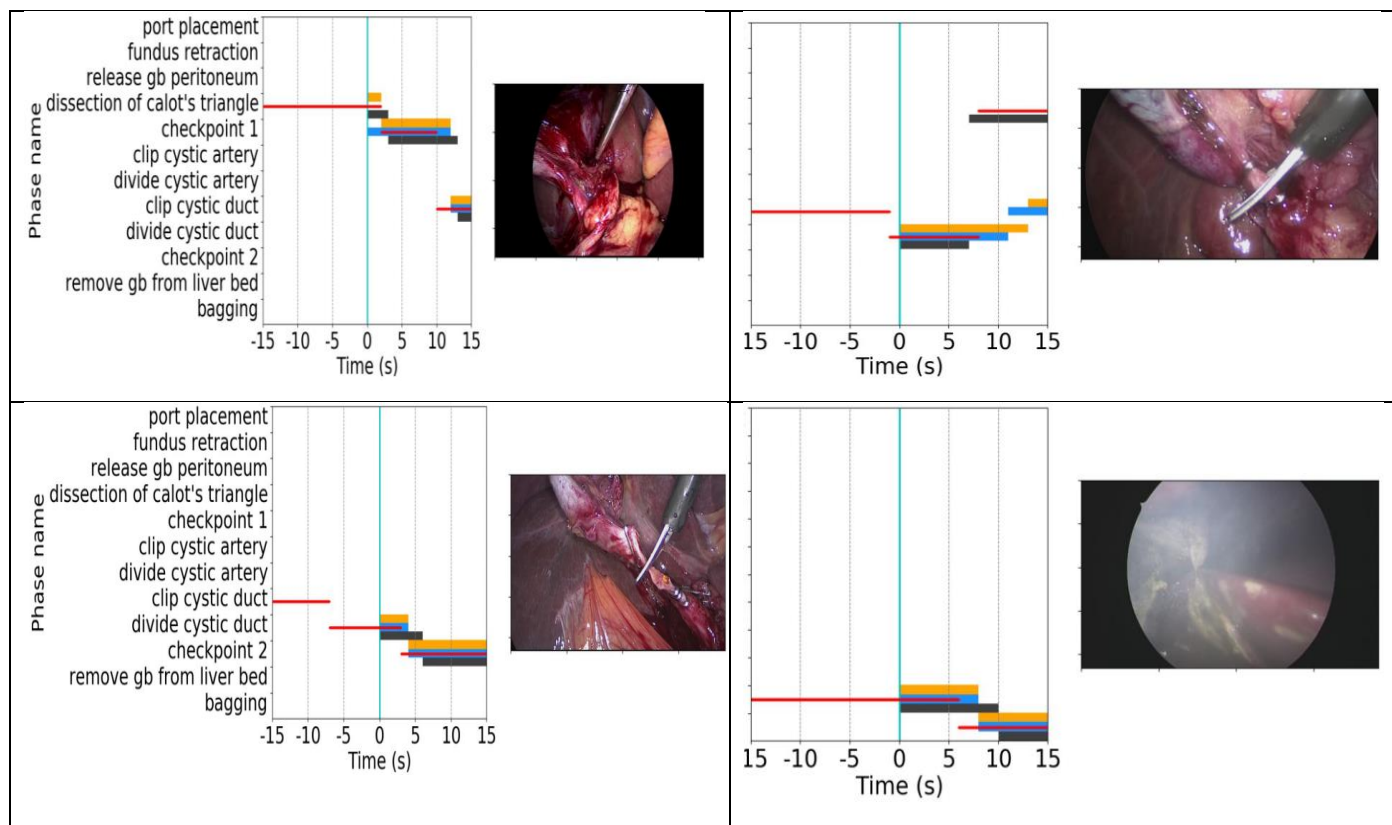 port placement
fundus retraction
release gb peritoneum
dissection of calot's triangle
checkpoint 1
clip cystic artery
divide cystic artery
clip cystic duct
divide cystic duct
checkpoint 2
remove gb from liver bed
bagging
Phase name
-15 -10 -5 0 5 10 15
Time (s)
15 -10 -5 0 5 10 15
Time (s)
port placement
fundus retraction
release gb peritoneum
dissection of calot's triangle
checkpoint 1
clip cystic artery
divide cystic artery
clip cystic duct
divide cystic duct
checkpoint 2
remove gb from liver bed
bagging
Phase name
-15 -10 -5 0 5 10 15
Time (s)
15 -10 -5 0 5 10 15
Time (s)